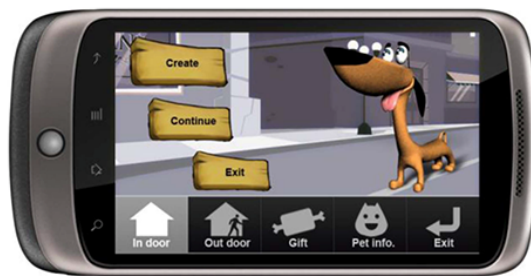 Create
Continue
Exit
In door
Out door
Gift
Pet info.
Exit